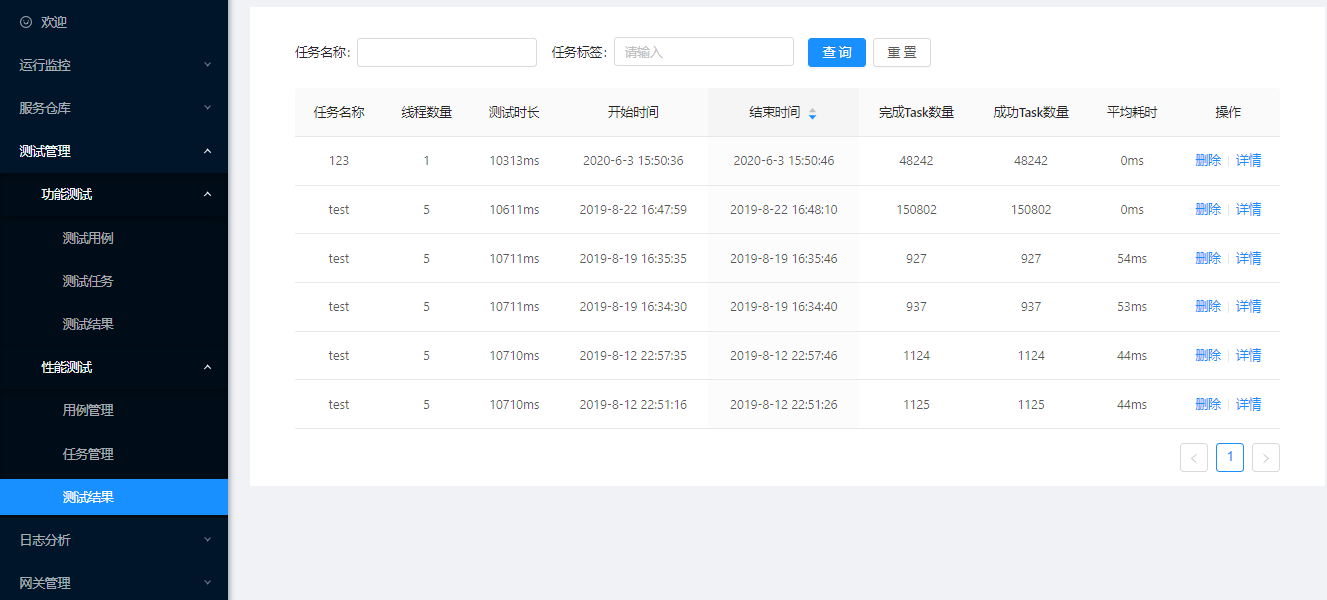 欢迎
运行监控
服务仓库
测试管理
功能测试
测试用例
测试任务
测试结果
性能测试
用例管理
任务管理
测试结果
日志分析
网关管理
任务名称: 任务标签: 请输入 查 询 重 置
任务名称 线程数量 测试时长 开始时间 结束时间 完成Task数量 成功Task数量 平均耗时 操作
123 1 10313ms 2020-6-3 15:50:36 2020-6-3 15:50:46 48242 48242 0ms 删除 详情
test 5 10611ms 2019-8-22 16:47:59 2019-8-22 16:48:10 150802 150802 0ms 删除 详情
test 5 10711ms 2019-8-19 16:35:35 2019-8-19 16:35:46 927 927 54ms 删除 详情
test 5 10711ms 2019-8-19 16:34:30 2019-8-19 16:34:40 937 937 53ms 删除 详情
test 5 10710ms 2019-8-12 22:57:35 2019-8-12 22:57:46 1124 1124 44ms 删除 详情
test 5 10710ms 2019-8-12 22:51:16 2019-8-12 22:51:26 1125 1125 44ms 删除 详情
1